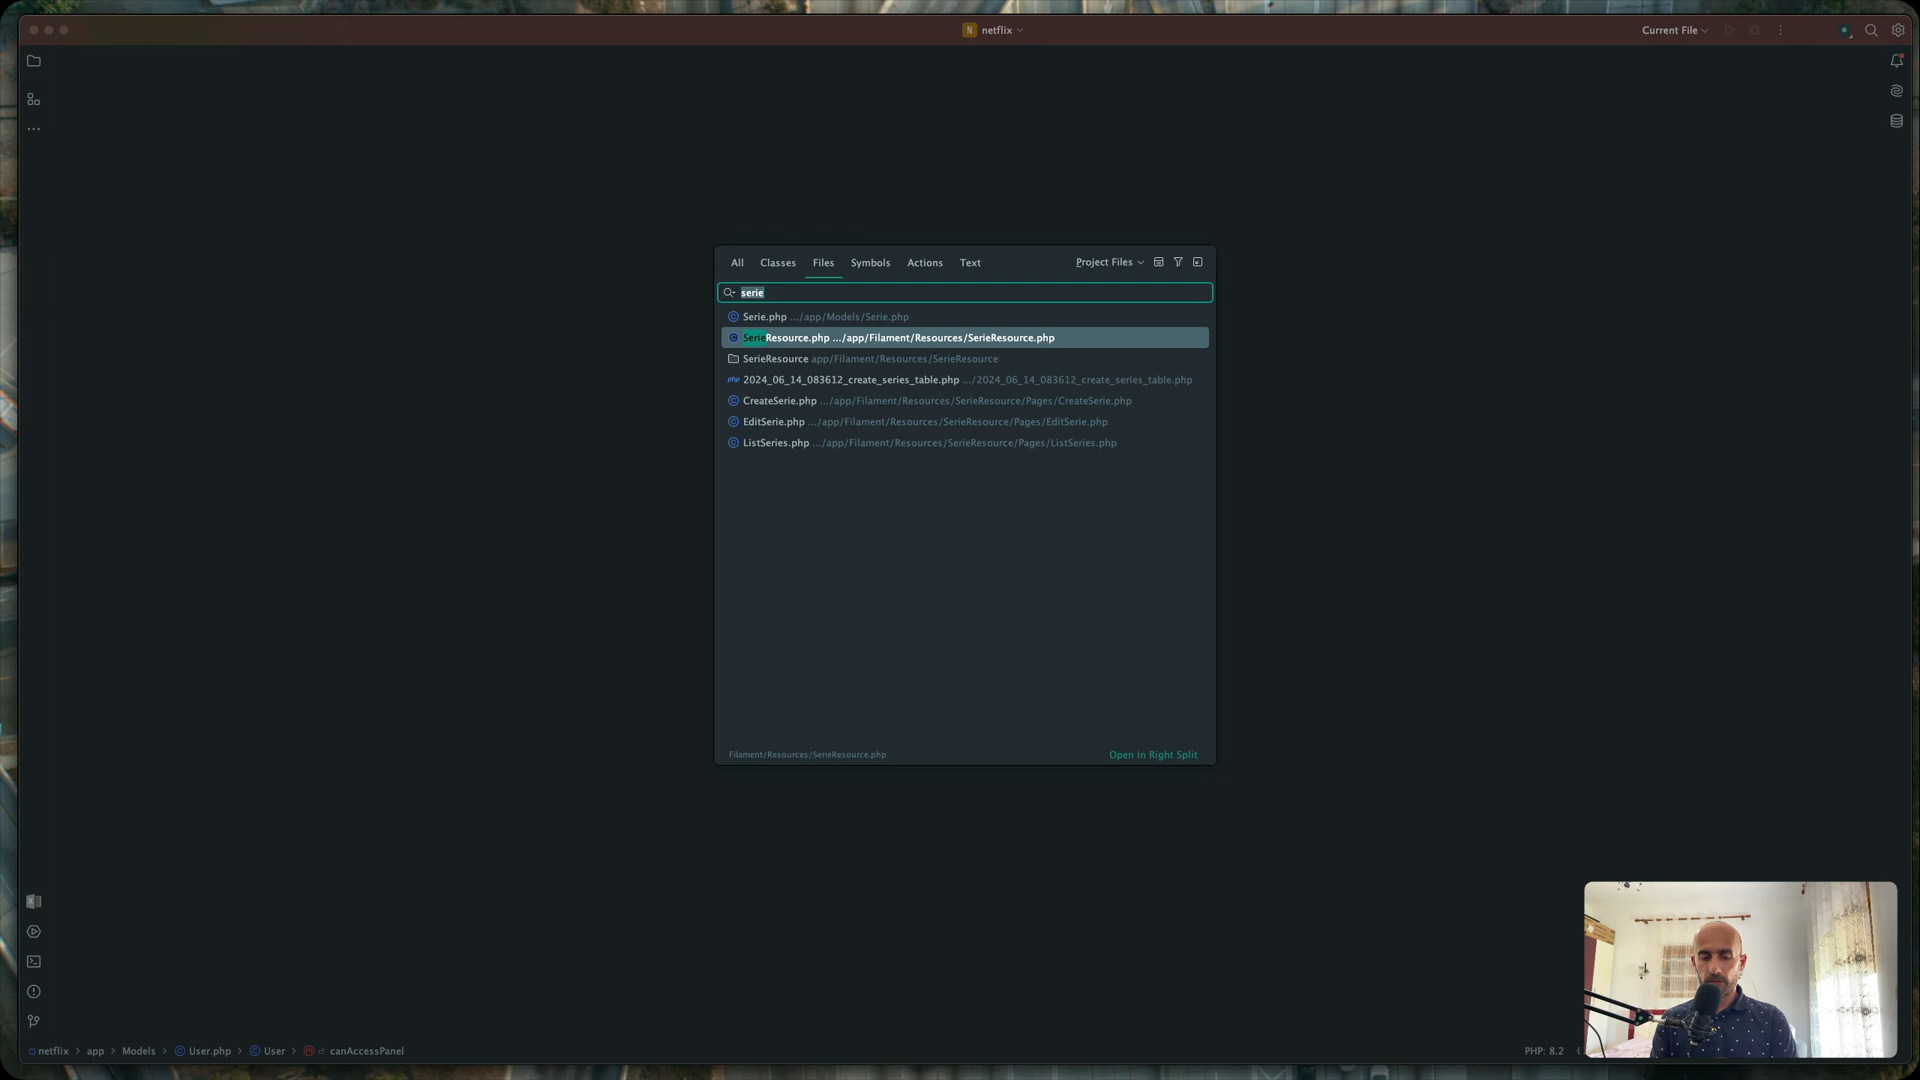 N netflix
Current File
All Classes Files Symbols Actions Text Project Files
serie
Serie.php .../app/Models/Serie.php
SerieResource.php .../app/Filament/Resources/SerieResource.php
SerieResource app/Filament/Resources/SerieResource
php 2024_06_14_083612_create_series_table.php .../2024_06_14_083612_create_series_table.php
CreateSerie.php .../app/Filament/Resources/SerieResource/Pages/CreateSerie.php
EditSerie.php .../app/Filament/Resources/SerieResource/Pages/EditSerie.php
ListSeries.php .../app/Filament/Resources/SerieResource/Pages/ListSeries.php
Filament/Resources/SerieResource.php Open In Right Split
netflix > app > Models > User.php > User > canAccessPanel PHP: 8.2